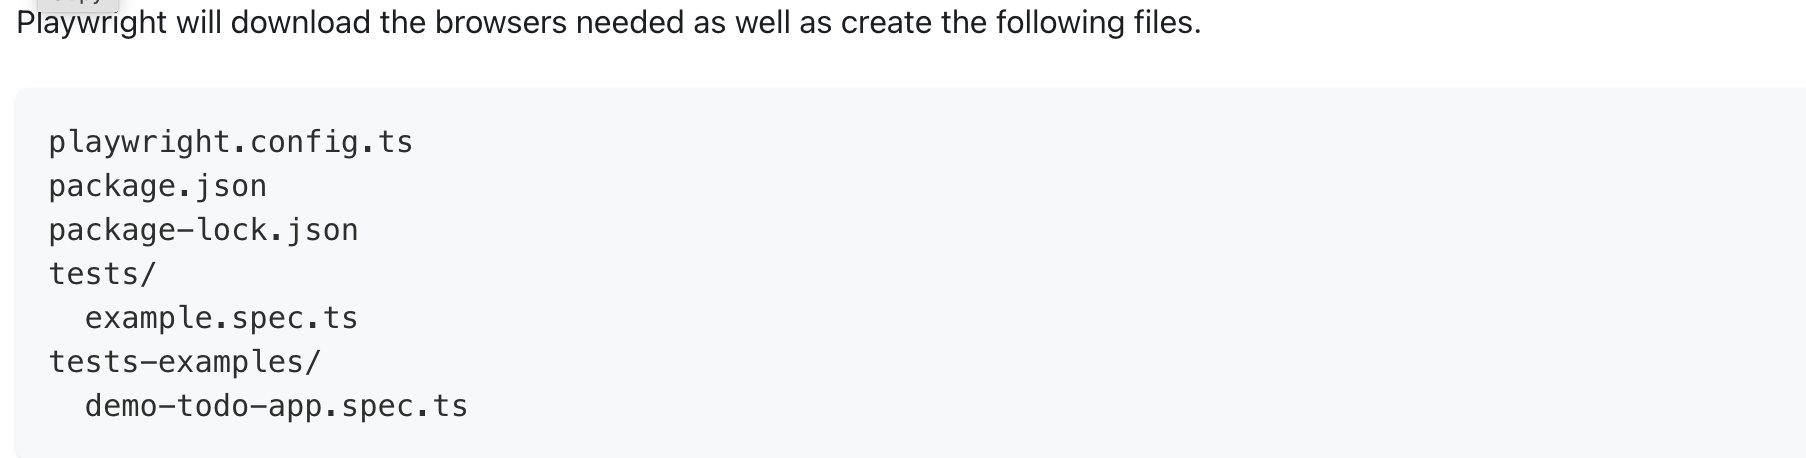 Playwright will download the browsers needed as well as create the following files.
playwright.config.ts
package.json
package-lock.json
tests/
  example.spec.ts
tests-examples/
  demo-todo-app.spec.ts